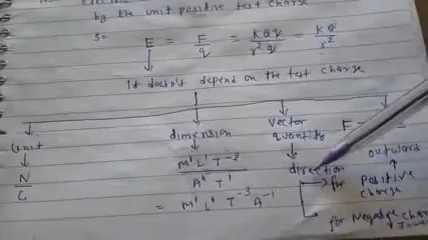 by the unit positive test charge
E = F/q = KQq/r²q = KQ/r²
It doesn't depend on the test charge
unit
N/C
dimension
M¹L¹T⁻²/A¹T¹
= M¹L¹T⁻³A⁻¹
vector quantity
direction
outward
for positive charge
for Negative